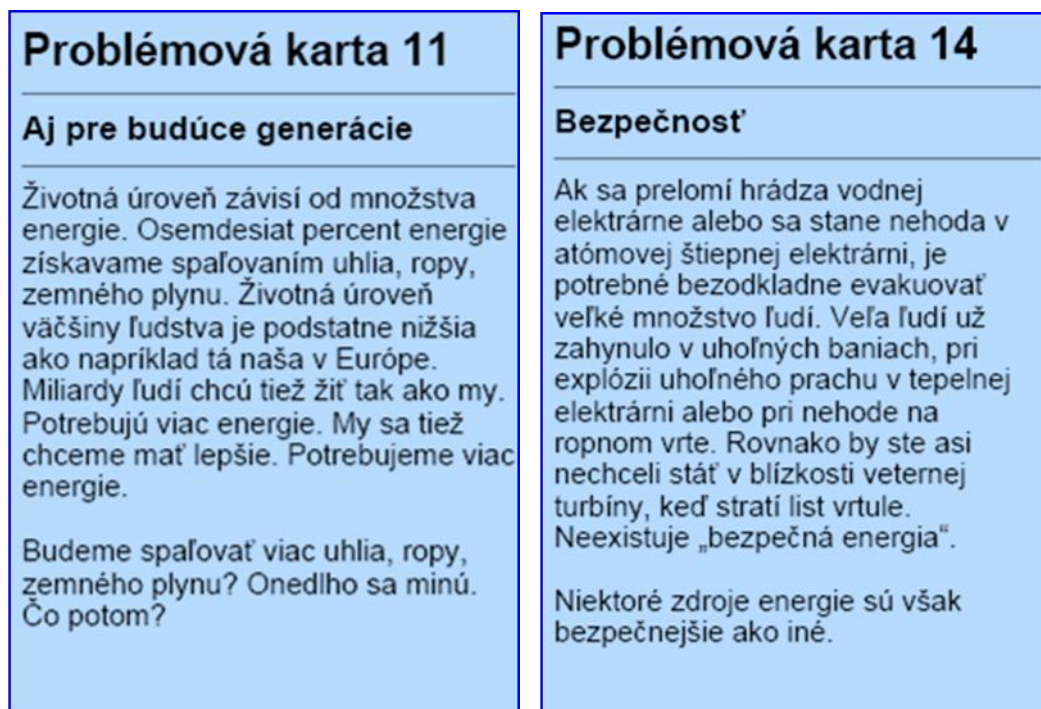 Problémová karta 11
Aj pre budúce generácie
Životná úroveň závisí od množstva
energie. Osemdesiat percent energie
získavame spaľovaním uhlia, ropy,
zemného plynu. Životná úroveň
väčšiny ľudstva je podstatne nižšia
ako napríklad tá naša v Európe.
Miliardy ľudí chcú tiež žiť tak ako my.
Potrebujú viac energie. My sa tiež
chceme mať lepšie. Potrebujeme viac
energie.
Budeme spaľovať viac uhlia, ropy,
zemného plynu? Onedlho sa minú.
Čo potom?
Problémová karta 14
Bezpečnosť
Ak sa prelomí hrádza vodnej
elektrárne alebo sa stane nehoda v
atómovej štiepnej elektrárni, je
potrebné bezodkladne evakuovať
veľké množstvo ľudí. Veľa ľudí už
zahynulo v uhoľných baniach, pri
explózii uhoľného prachu v tepelnej
elektrárni alebo pri nehode na
ropnom vrte. Rovnako by ste asi
nechceli stáť v blízkosti veternej
turbíny, keď stratí list vrtule.
Neexistuje „bezpečná energia“.
Niektoré zdroje energie sú však
bezpečnejšie ako iné.